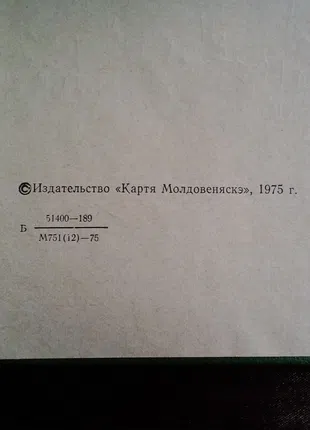 ©Издательство «Картя Молдовеняскэ», 1975 г.
Б 51400—189
М751(12)—75